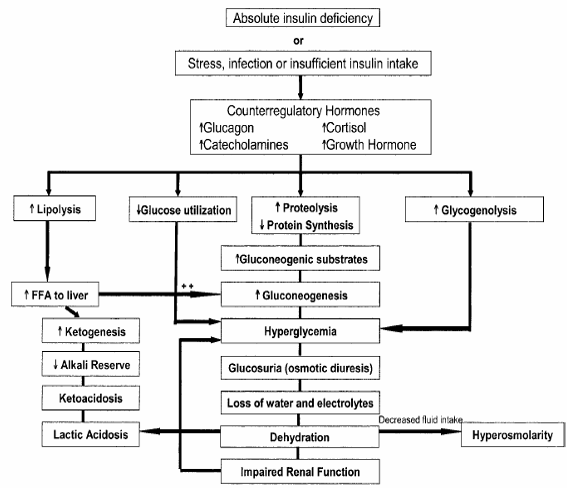 Absolute insulin deficiency
or
Stress, infection or insufficient insulin intake
Counterregulatory Hormones
↑Glucagon ↑Cortisol
↑Catecholamines ↑Growth Hormone
↑ Lipolysis
↓Glucose utilization
↑ Proteolysis
↓ Protein Synthesis
↑ Glycogenolysis
↑Gluconeogenic substrates
↑ FFA to liver
++
↑ Gluconeogenesis
↑ Ketogenesis
Hyperglycemia
↓ Alkali Reserve
Glucosuria (osmotic diuresis)
Ketoacidosis
Loss of water and electrolytes
Decreased fluid intake
Lactic Acidosis
Dehydration
Hyperosmolarity
Impaired Renal Function